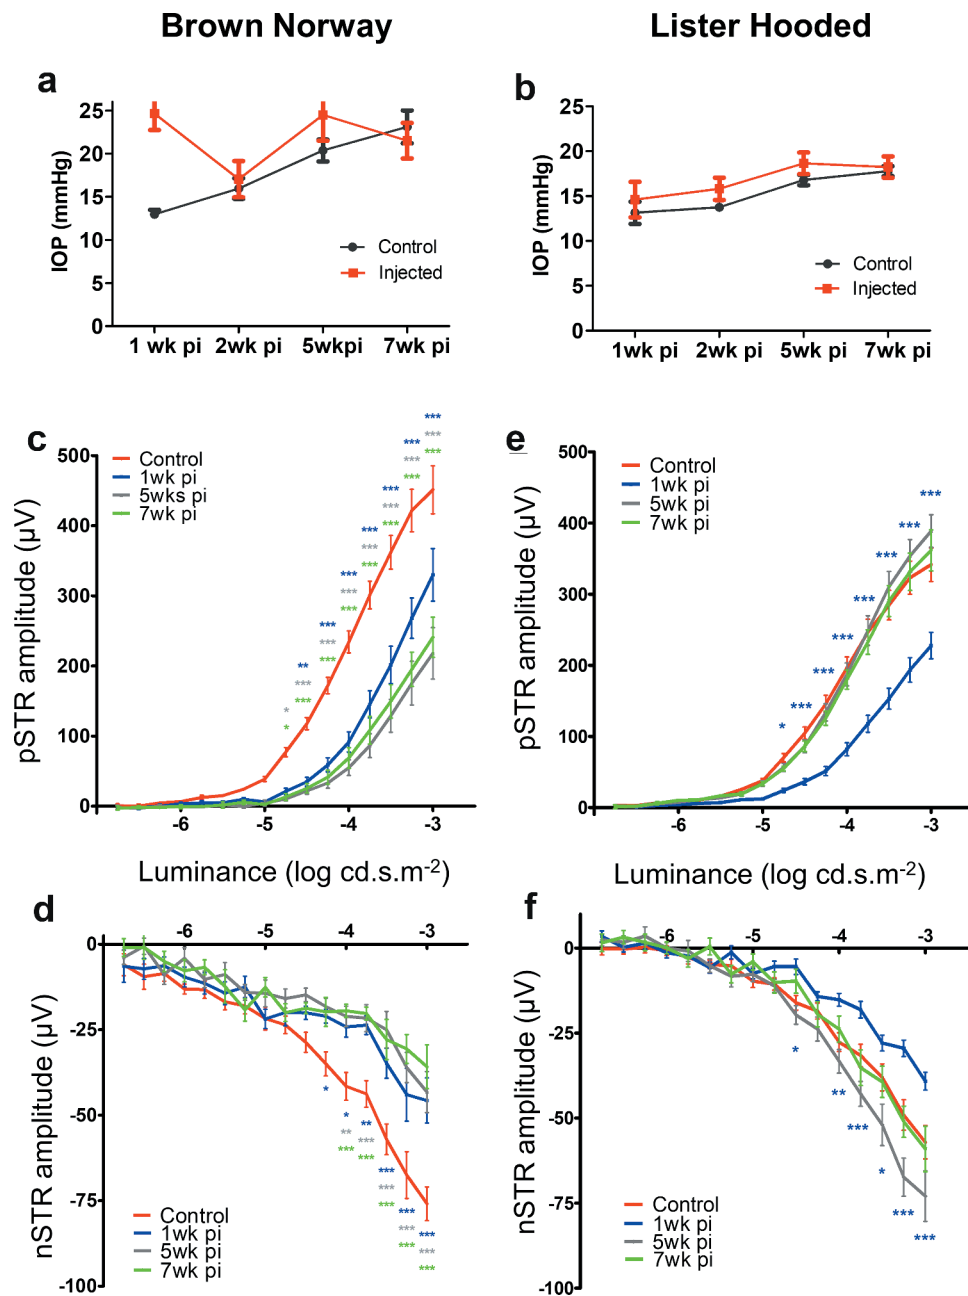 Brown Norway
Lister Hooded
a
25
20
15
10
5
0
IOP (mmHg)
Control
Injected
1 wk pi 2wk pi 5wkpi 7wk pi
b
25
20
15
10
5
0
IOP (mmHg)
Control
Injected
1wk pi 2wk pi 5wk pi 7wk pi
c
500
400
300
200
100
0
pSTR amplitude (µV)
Control
1wk pi
5wks pi
7wk pi
*** *** ***
*** *** ***
*** *** ***
*** *** ***
*** *** ***
*** *** ***
** *** ***
* *
-6 -5 -4 -3
Luminance (log cd.s.m-2)
e
500
400
300
200
100
0
pSTR amplitude (µV)
Control
1wk pi
5wk pi
7wk pi
* *** *** *** *** *** *** ***
-6 -5 -4 -3
Luminance (log cd.s.m-2)
d
-6 -5 -4 -3
0
-25
-50
-75
-100
nSTR amplitude (µV)
*
* ** ***
** *** ***
*** *** ***
*** *** ***
*** *** ***
Control
1wk pi
5wk pi
7wk pi
f
-6 -5 -4 -3
0
-25
-50
-75
-100
nSTR amplitude (µV)
* ** *** * *** ***
Control
1wk pi
5wk pi
7wk pi